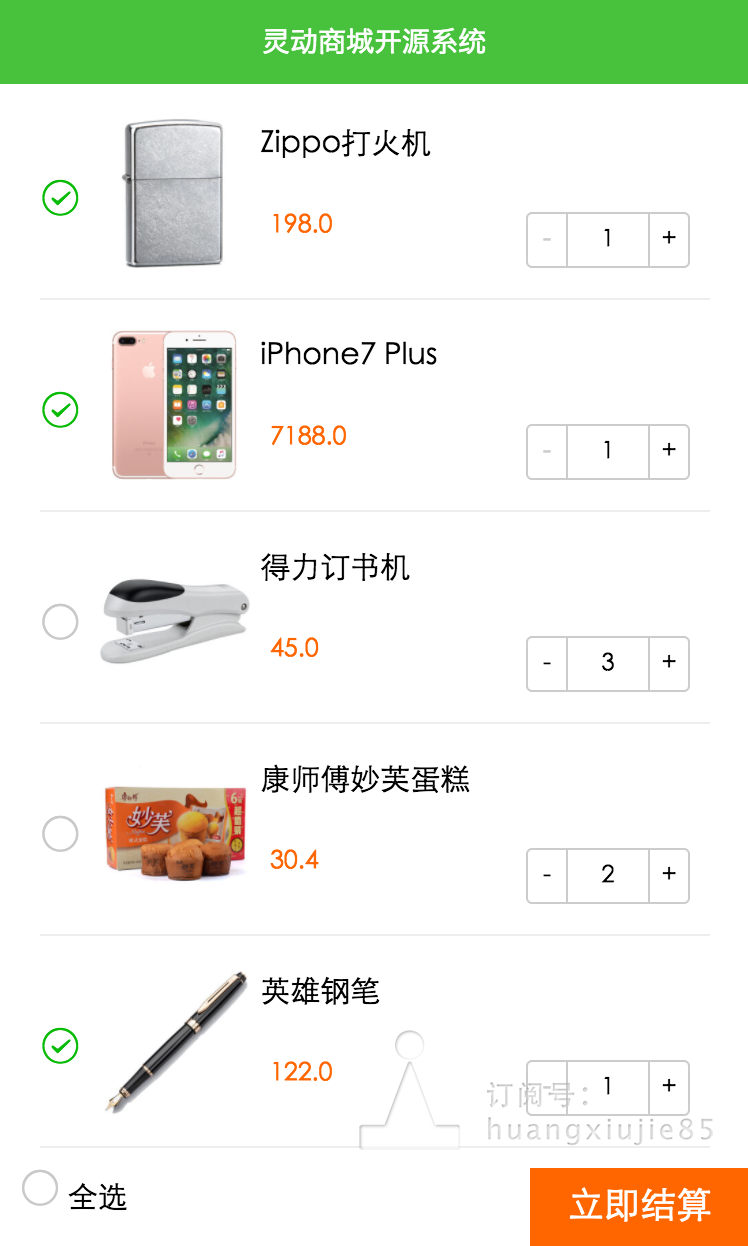 灵动商城开源系统
Zippo打火机
198.0
- 1 +
iPhone7 Plus
7188.0
- 1 +
得力订书机
45.0
- 3 +
康师傅妙芙蛋糕
妙芙
30.4
- 2 +
英雄钢笔
122.0
- 1 +
订阅号：
huangxiujie85
全选
立即结算